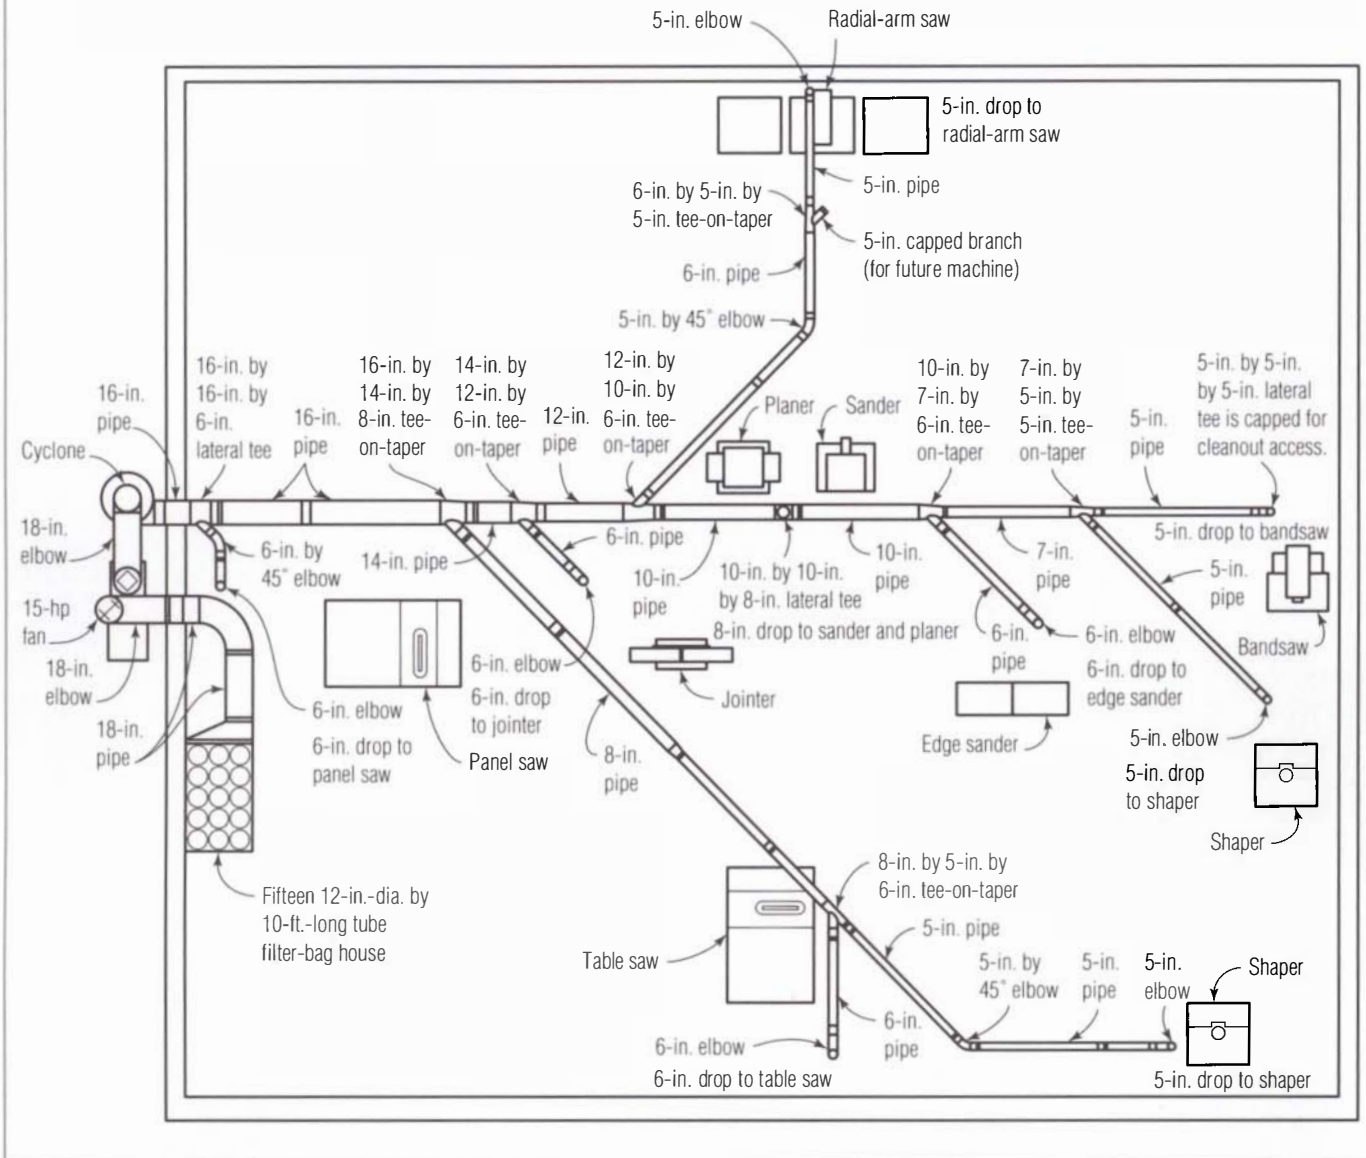 5-in. elbow
Radial-arm saw
5-in. drop to
radial-arm saw
5-in. pipe
6-in. by 5-in. by
5-in. tee-on-taper
5-in. capped branch
(for future machine)
6-in. pipe
5-in. by 45° elbow
16-in.
pipe
16-in. by
16-in. by
6-in.
lateral tee
16-in.
pipe
16-in. by
14-in. by
8-in. tee-
on-taper
14-in. by
12-in. by
6-in. tee-
on-taper
12-in.
pipe
12-in. by
10-in. by
6-in. tee-
on-taper
Planer
Sander
10-in. by
7-in. by
6-in. tee-
on-taper
7-in. by
5-in. by
5-in. tee-
on-taper
5-in.
pipe
5-in. by 5-in.
by 5-in. lateral
tee is capped for
cleanout access.
Cyclone
18-in.
elbow
6-in. by
45° elbow
14-in. pipe
6-in. pipe
10-in.
pipe
10-in. by 10-in.
by 8-in. lateral tee
8-in. drop to sander and planer
10-in.
pipe
7-in.
pipe
5-in. drop to bandsaw
5-in.
pipe
Bandsaw
15-hp
fan
18-in.
elbow
18-in.
pipe
6-in. elbow
6-in. drop to
panel saw
Panel saw
6-in. elbow
6-in. drop
to jointer
Jointer
8-in.
pipe
6-in.
pipe
6-in. elbow
6-in. drop to
edge sander
Edge sander
5-in. elbow
5-in. drop
to shaper
Shaper
Fifteen 12-in.-dia. by
10-ft.-long tube
filter-bag house
8-in. by 5-in. by
6-in. tee-on-taper
5-in. pipe
Table saw
6-in.
pipe
6-in. elbow
6-in. drop to table saw
5-in. by
45° elbow
5-in.
pipe
5-in.
elbow
Shaper
5-in. drop to shaper